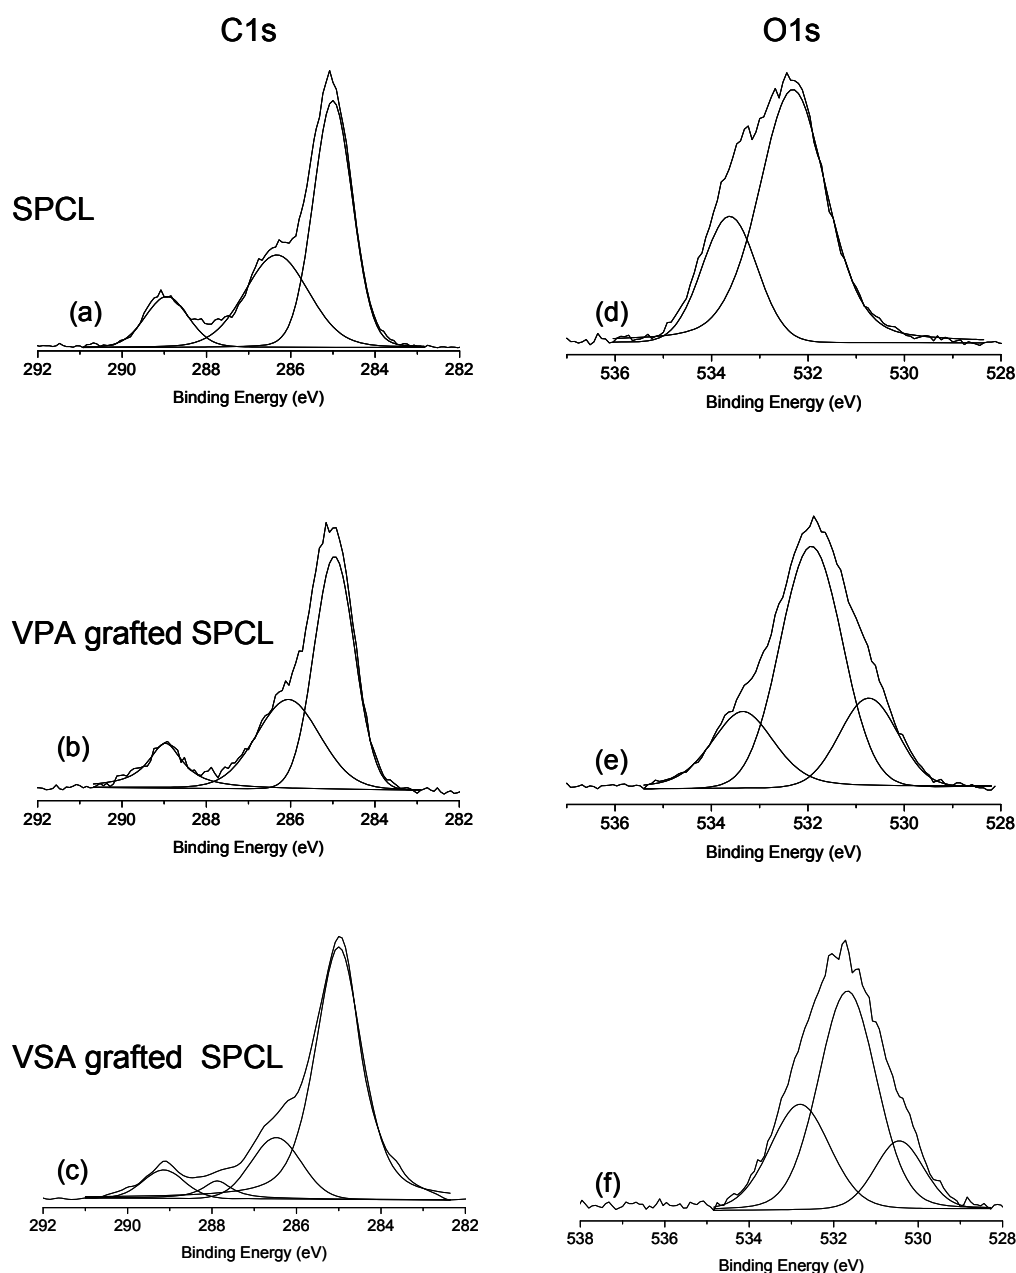 C1s O1s
SPCL
(a) (d)
292 290 288 286 284 282
536 534 532 530 528
Binding Energy (eV)
Binding Energy (eV)
VPA grafted SPCL
(b) (e)
292 290 288 286 284 282
536 534 532 530 528
Binding Energy (eV)
Binding Energy (eV)
VSA grafted SPCL
(c) (f)
292 290 288 286 284 282
538 536 534 532 530 528
Binding Energy (eV)
Binding Energy (eV)